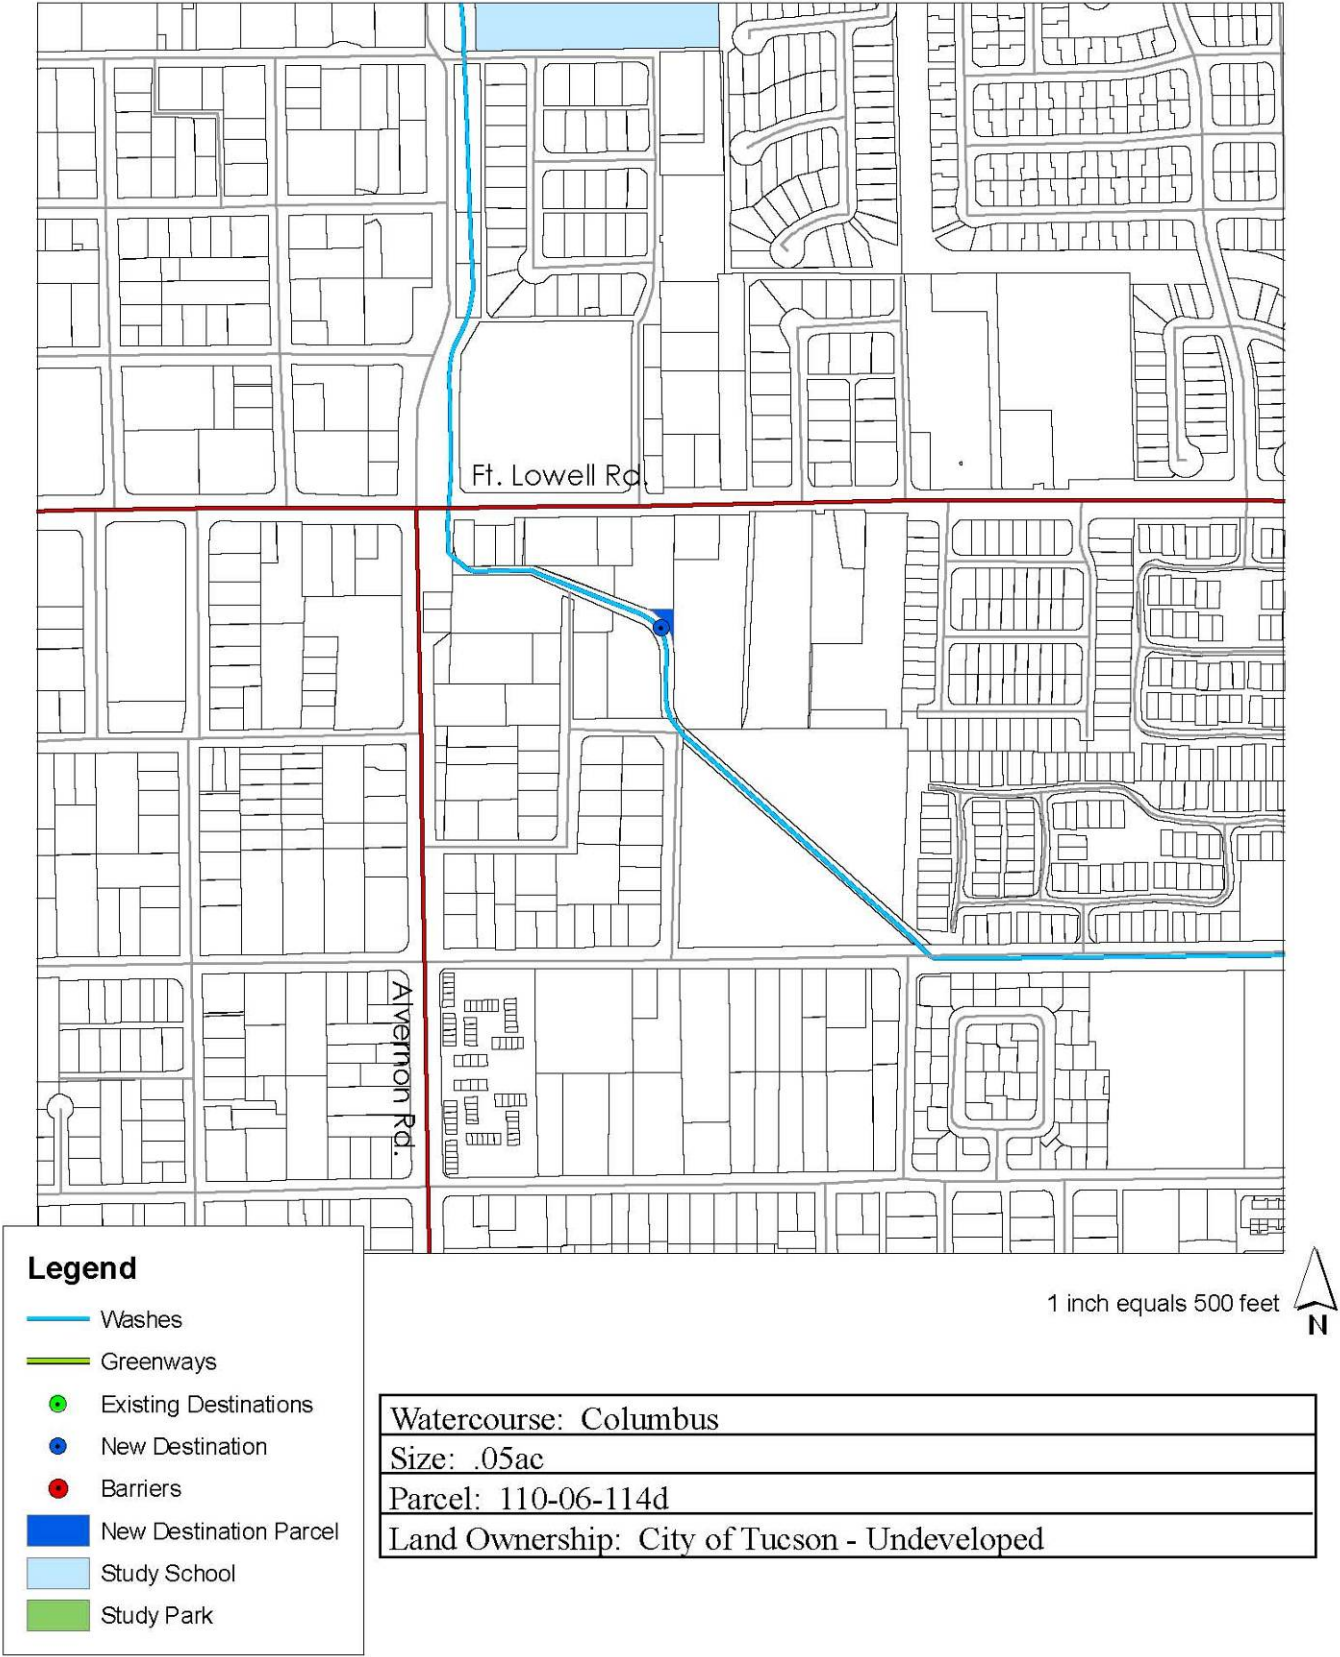 Ft. Lowell Rd.
Alvernon Rd.
Legend
Washes
Greenways
Existing Destinations
New Destination
Barriers
New Destination Parcel
Study School
Study Park
1 inch equals 500 feet
N
Watercourse: Columbus
Size: .05ac
Parcel: 110-06-114d
Land Ownership: City of Tucson - Undeveloped